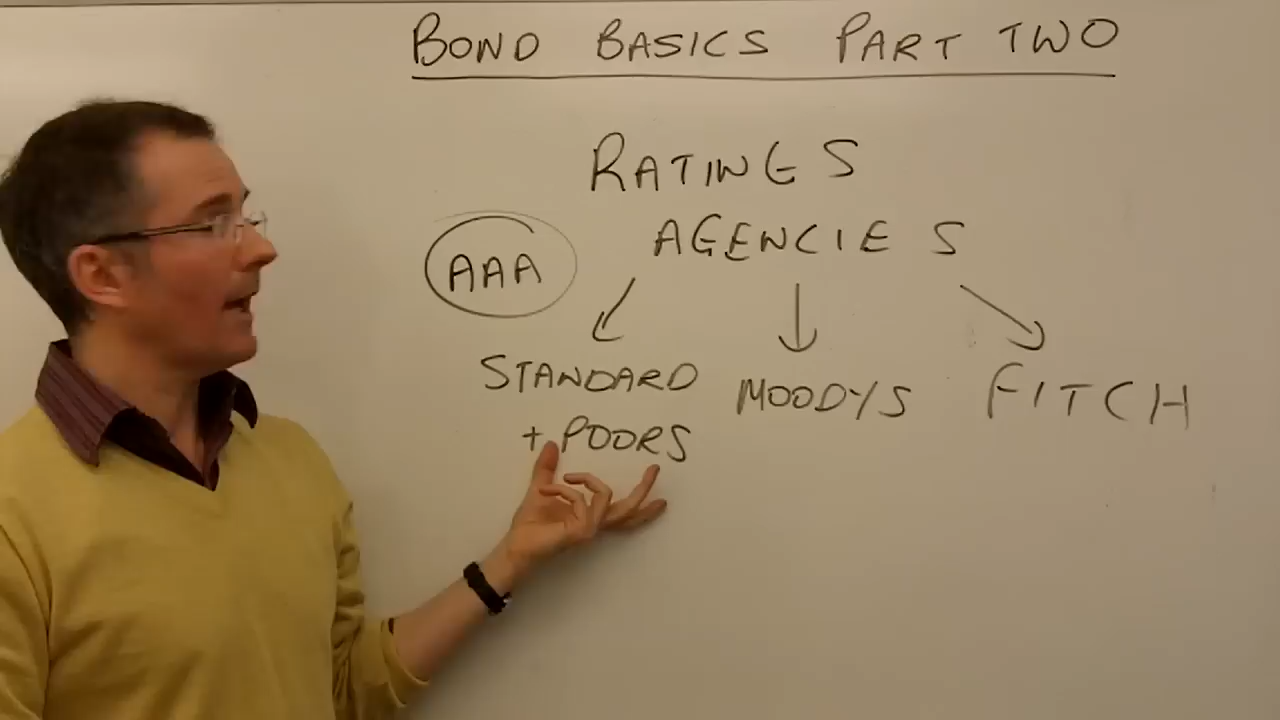 BOND BASICS PART TWO
RATINGS
AGENCIES
AAA
STANDARD
+ POORS
MOODYS
FITCH